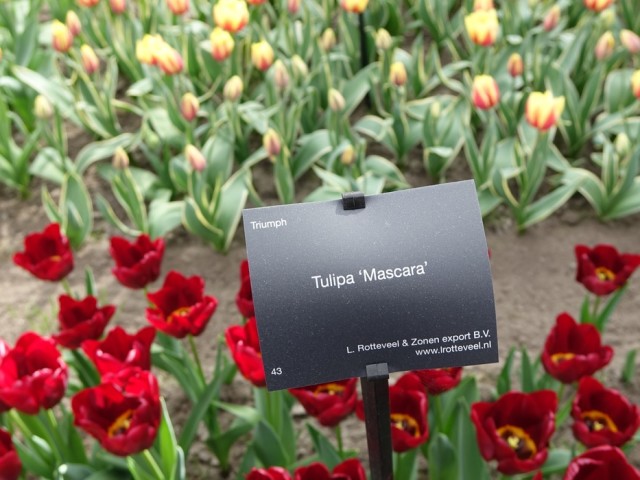 Triumph
Tulipa ‘Mascara’
L. Rotteveel & Zonen export B.V.
www.lrotteveel.nl
43